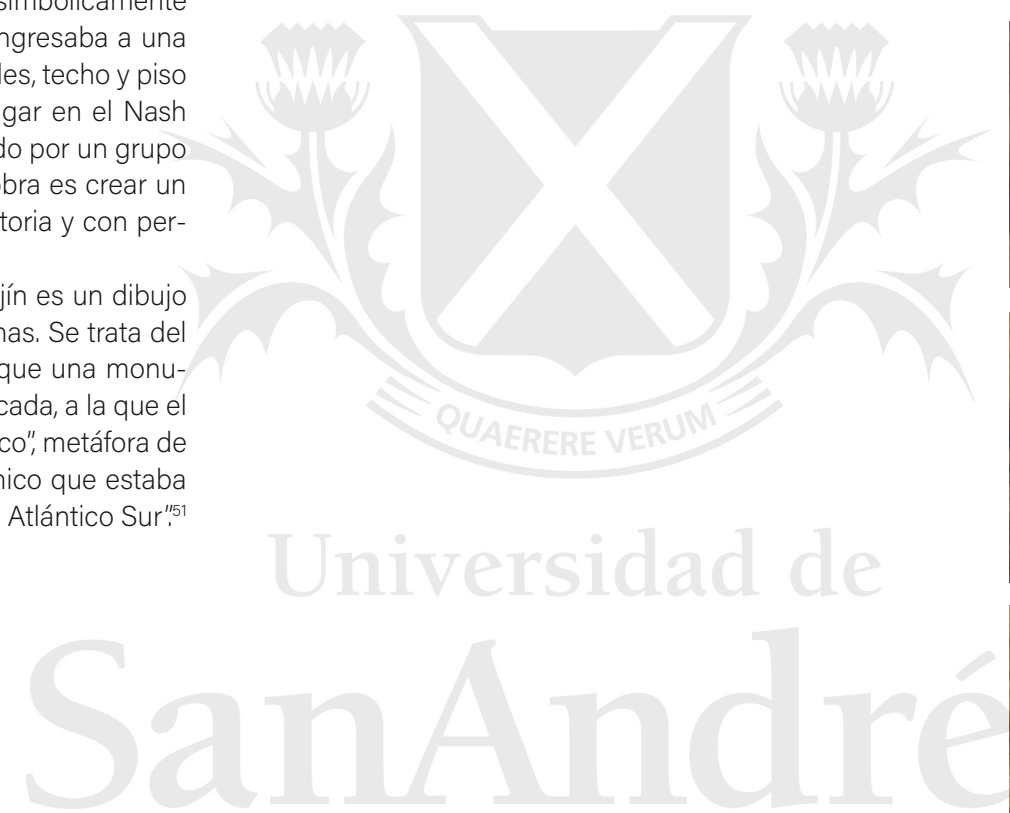 simbólicamente
ngresaba a una
les, techo y piso
gar en el Nash
do por un grupo
obra es crear un
toria y con per-
jín es un dibujo
nas. Se trata del
que una monu-
cada, a la que el
co", metáfora de
nico que estaba
Atlántico Sur".51
QUAERERE VERUM
Universidad de
SanAndré